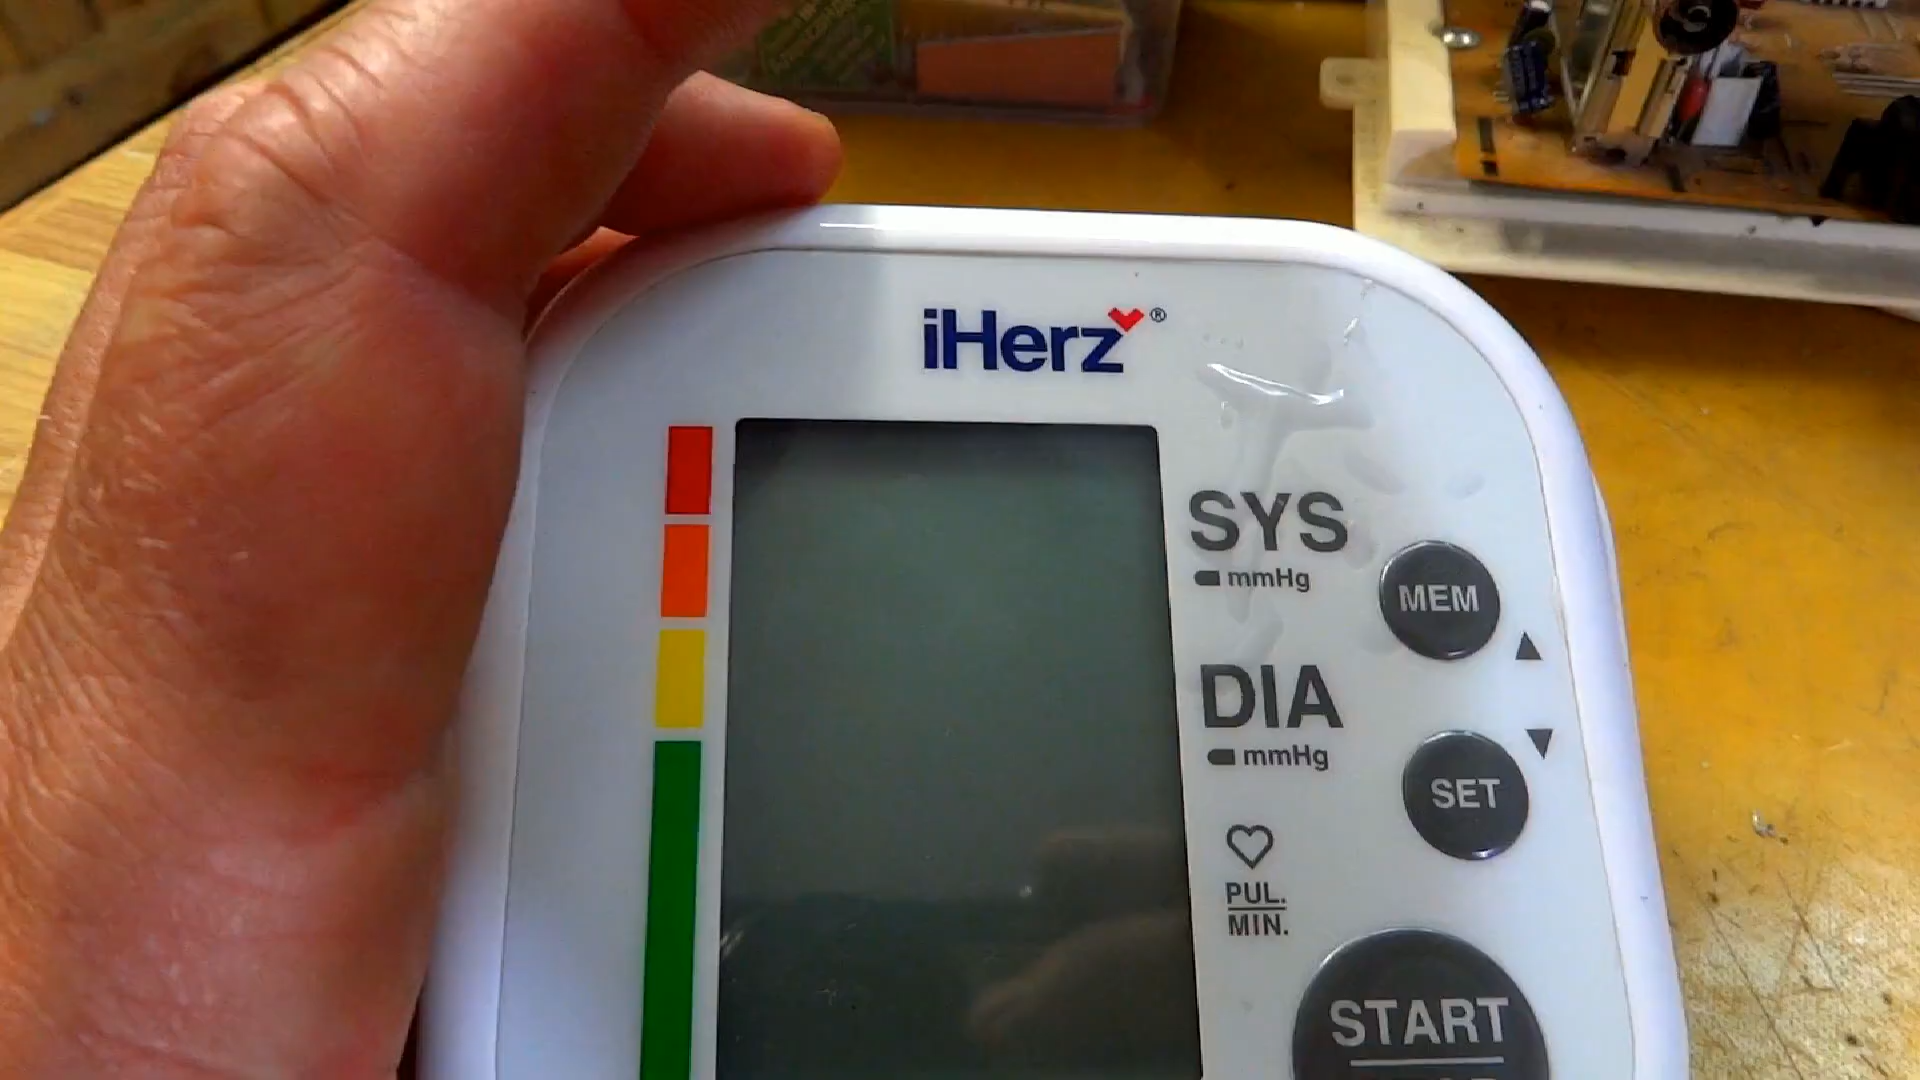 iHerz®
SYS
mmHg
MEM
▲
DIA
mmHg
▼
SET
PUL.
MIN.
START